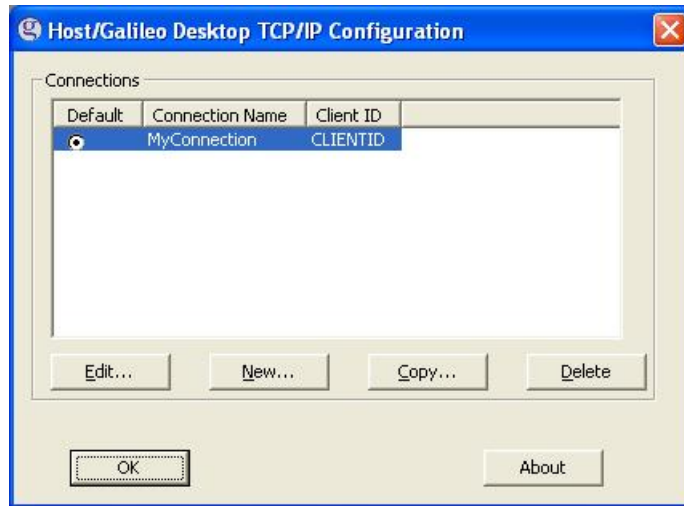 Host/Galileo Desktop TCP/IP Configuration
Connections
Default Connection Name Client ID
MyConnection CLIENTID
Edit... New... Copy... Delete
OK About